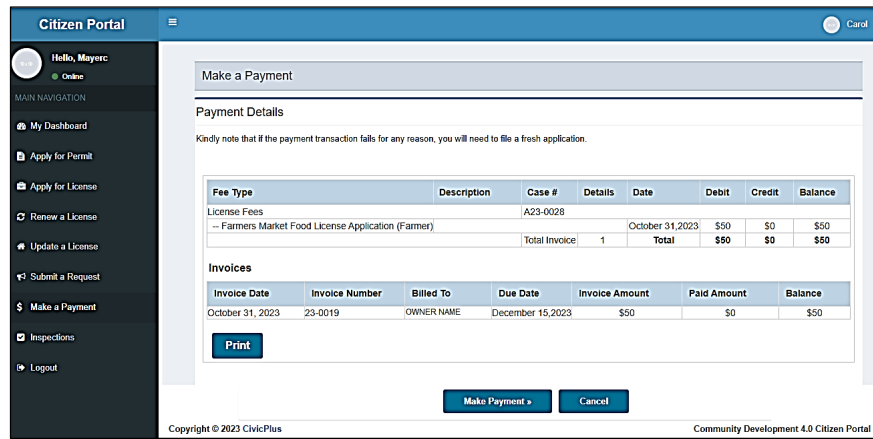 Citizen Portal
Carol
Hello, Mayerc
Online
MAIN NAVIGATION
My Dashboard
Apply for Permit
Apply for License
Renew a License
Update a License
Submit a Request
$ Make a Payment
Inspections
Logout
Make a Payment
Payment Details
Kindly note that if the payment transaction fails for any reason, you will need to file a fresh application.
Fee Type Description Case # Details Date Debit Credit Balance
License Fees A23-0028
-- Farmers Market Food License Application (Farmer) October 31,2023 $50 $0 $50
Total Invoice 1 Total $50 $0 $50
Invoices
Invoice Date Invoice Number Billed To Due Date Invoice Amount Paid Amount Balance
October 31, 2023 23-0019 OWNER NAME December 15,2023 $50 $0 $50
Print
Make Payment » Cancel
Copyright © 2023 CivicPlus Community Development 4.0 Citizen Portal